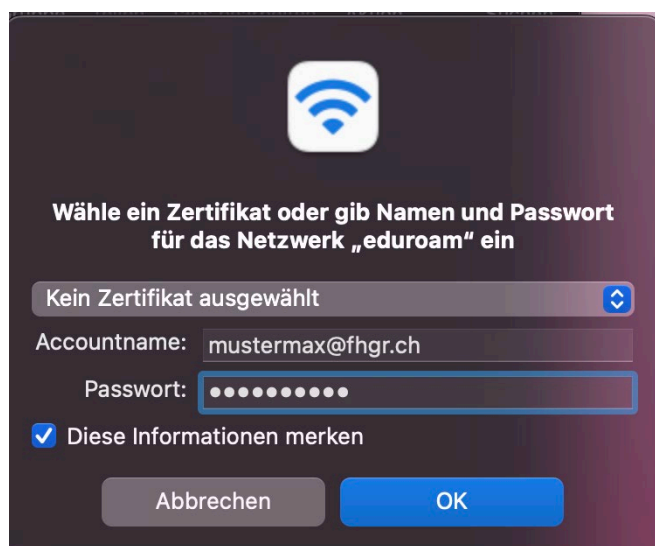 Wähle ein Zertifikat oder gib Namen und Passwort
für das Netzwerk „eduroam“ ein
Kein Zertifikat ausgewählt
Accountname: mustermax@fhgr.ch
Passwort: ●●●●●●●●●●
Diese Informationen merken
Abbrechen OK